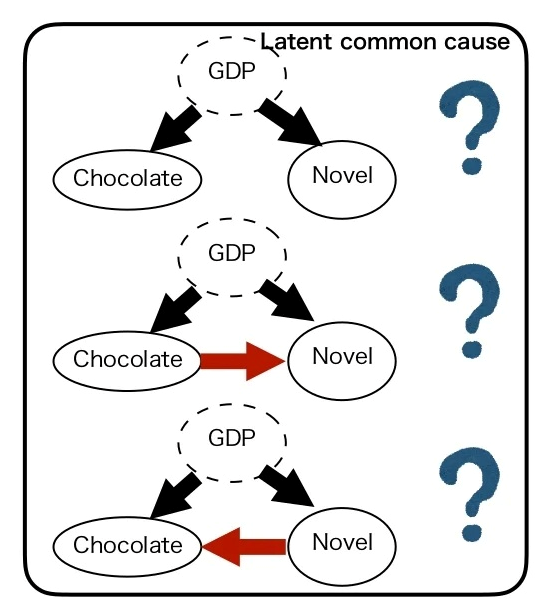 Latent common cause
GDP
Chocolate
Novel
?
GDP
Chocolate
Novel
?
GDP
Chocolate
Novel
?